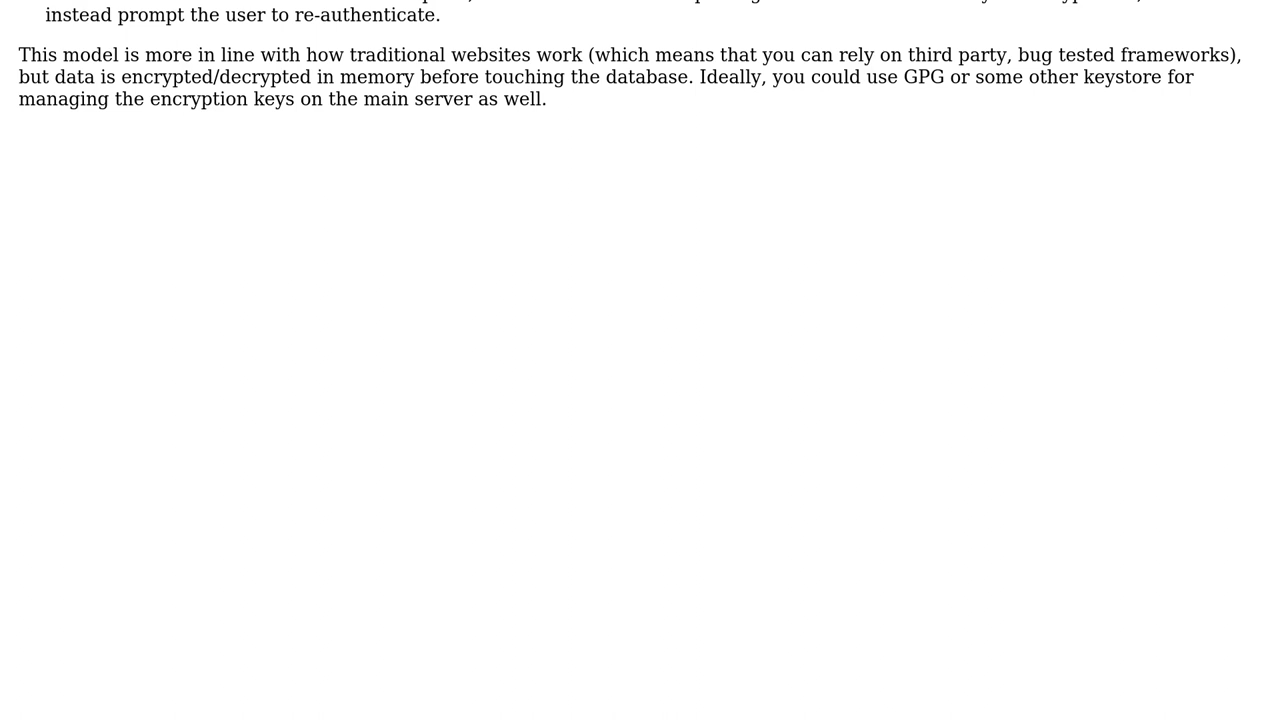 instead prompt the user to re-authenticate.
This model is more in line with how traditional websites work (which means that you can rely on third party, bug tested frameworks),
but data is encrypted/decrypted in memory before touching the database. Ideally, you could use GPG or some other keystore for
managing the encryption keys on the main server as well.